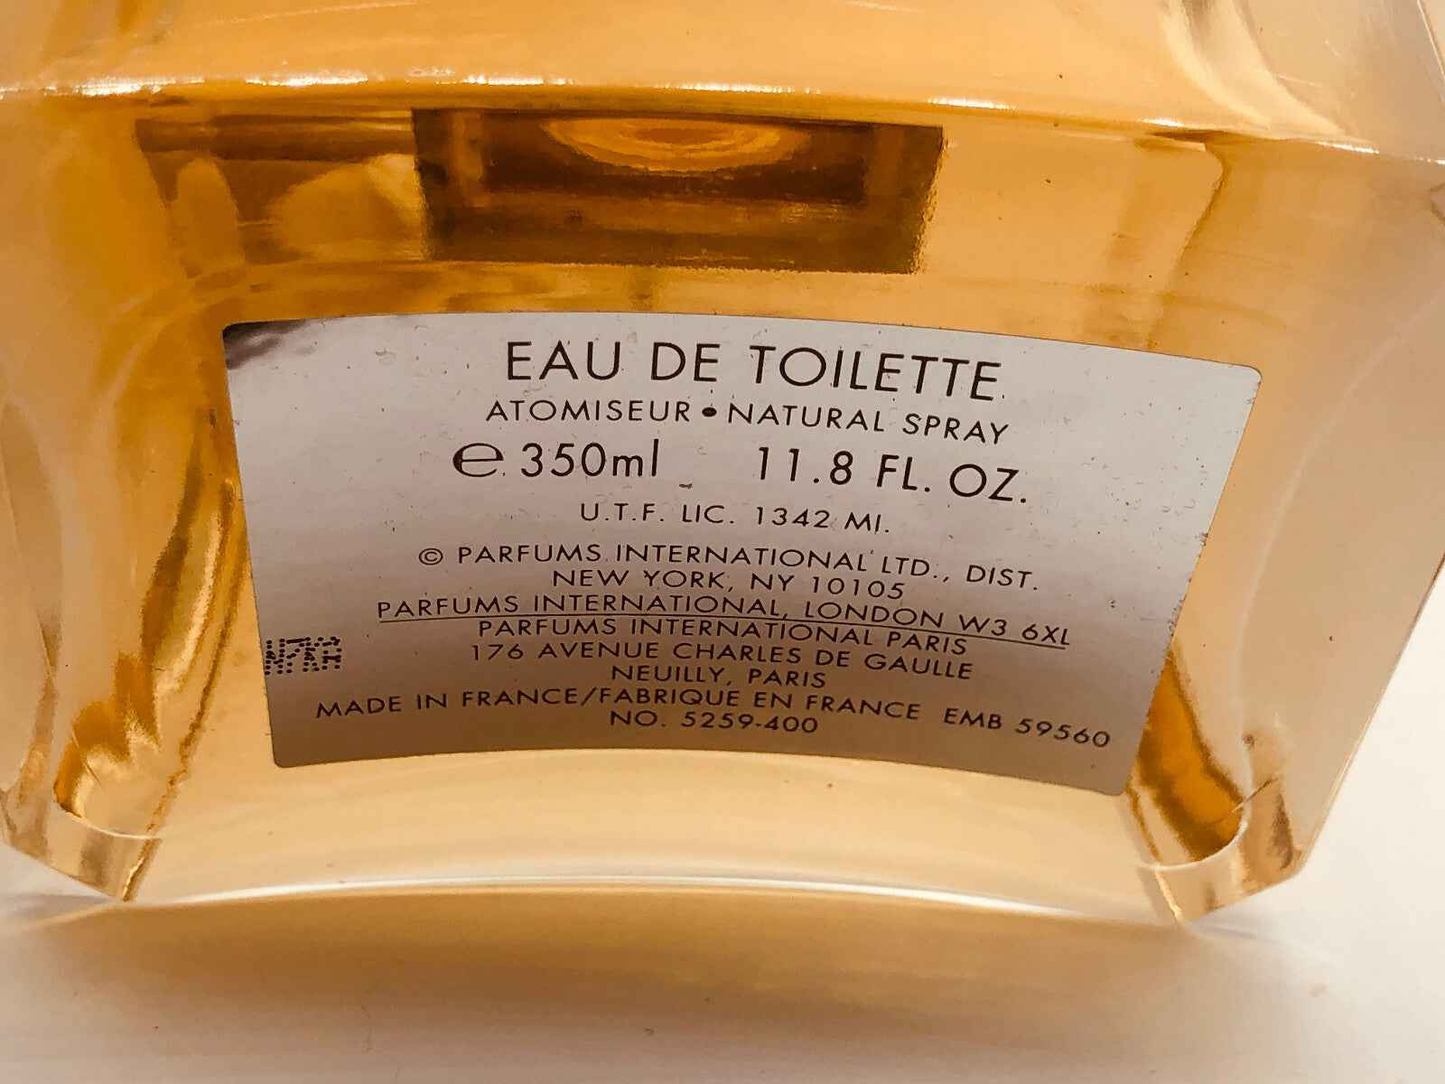 EAU DE TOILETTE
ATOMISEUR • NATURAL SPRAY
℮ 350ml 11.8 FL. OZ.
U.T.F. LIC. 1342 MI.
© PARFUMS INTERNATIONAL LTD., DIST.
NEW YORK, NY 10105
PARFUMS INTERNATIONAL, LONDON W3 6XL
PARFUMS INTERNATIONAL PARIS
176 AVENUE CHARLES DE GAULLE
NEUILLY, PARIS
MADE IN FRANCE/FABRIQUE EN FRANCE EMB 59560
NO. 5259-400